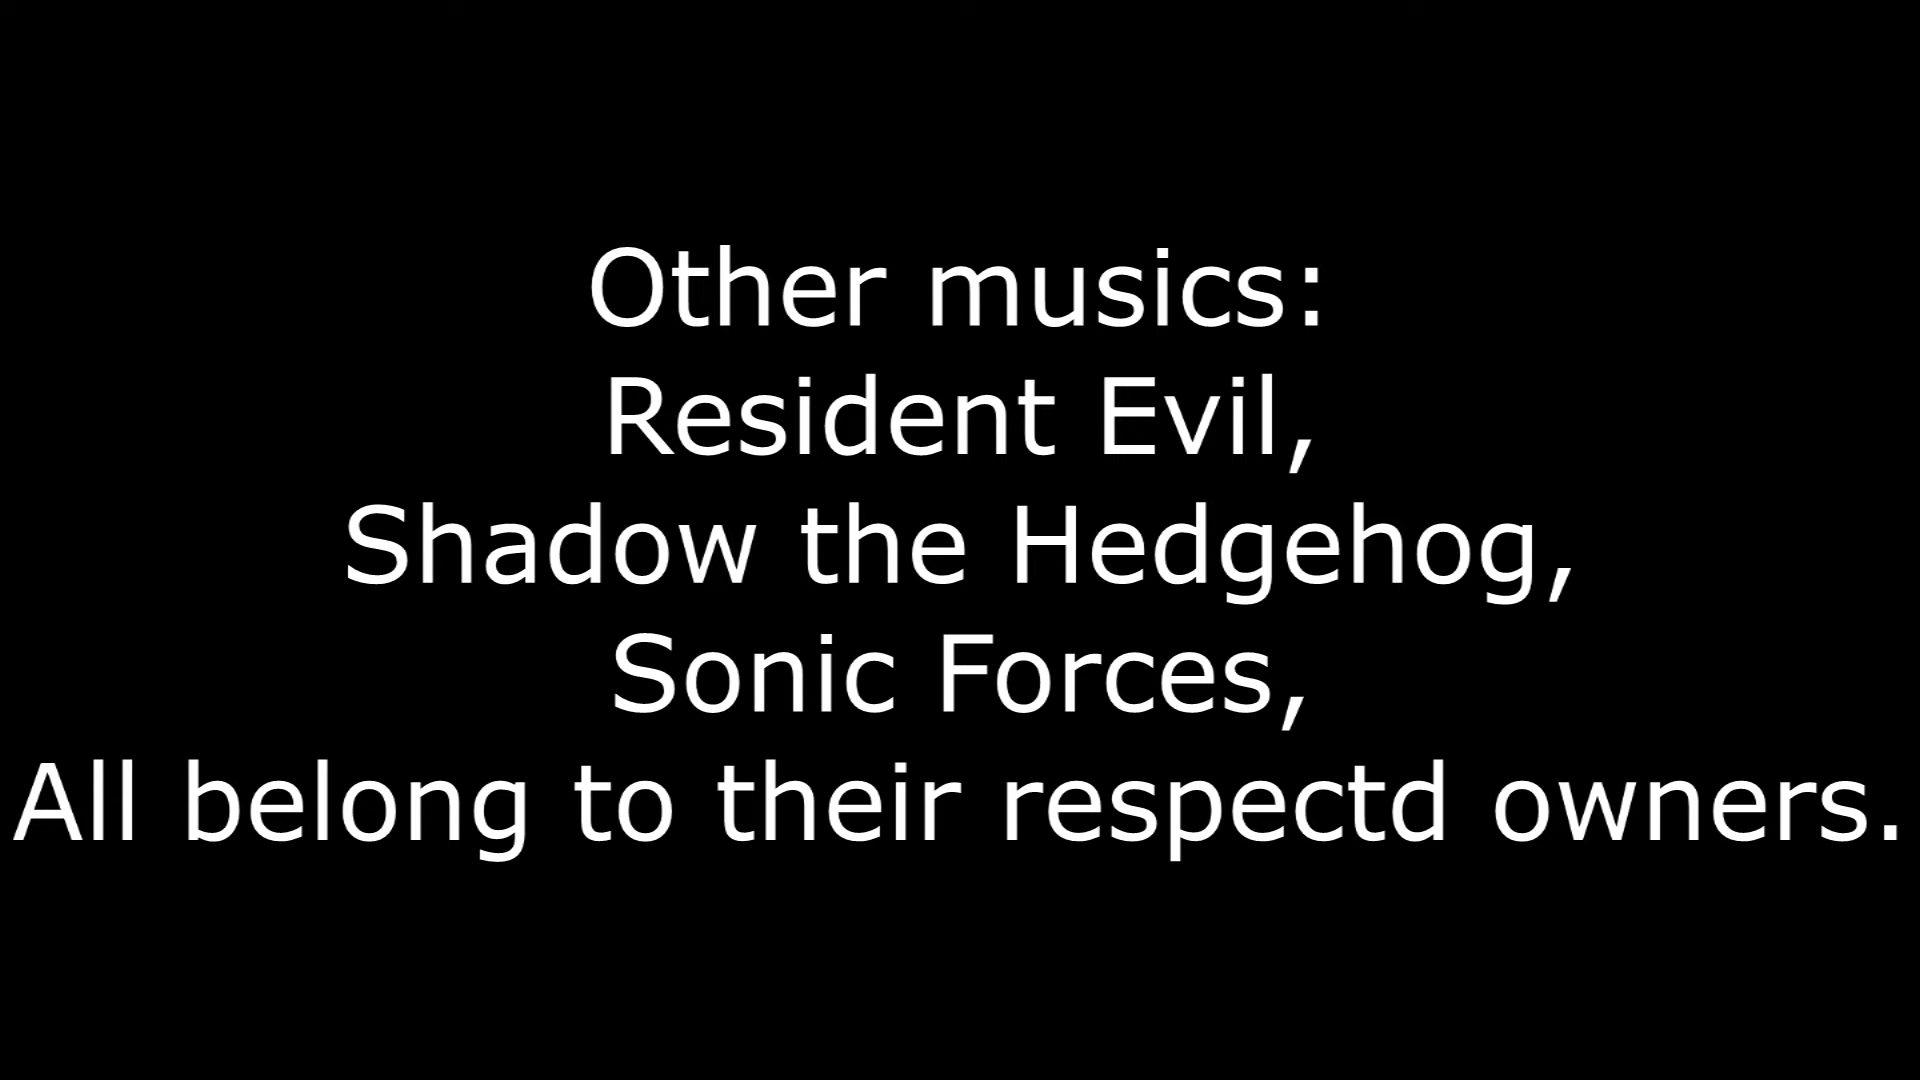 Other musics:
Resident Evil,
Shadow the Hedgehog,
Sonic Forces,
All belong to their respectd owners.